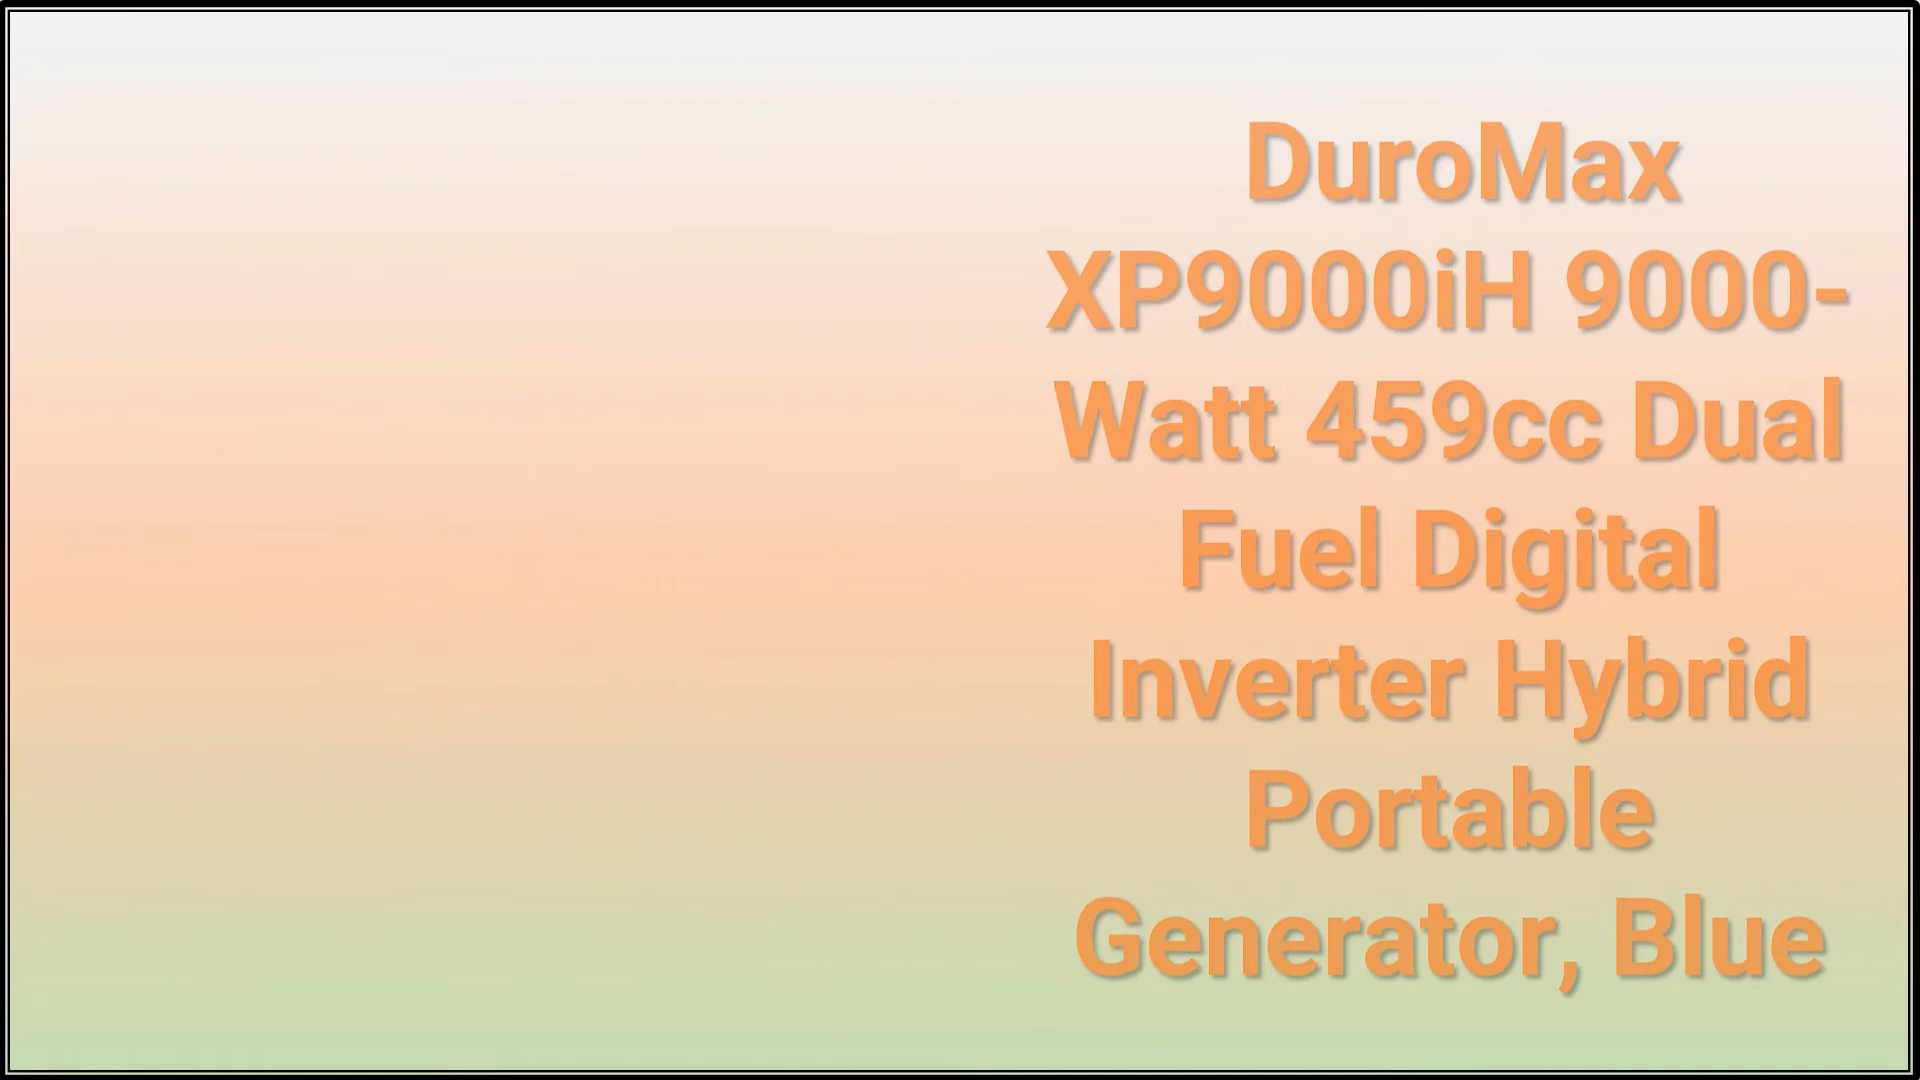 DuroMax
XP9000iH 9000-
Watt 459cc Dual
Fuel Digital
Inverter Hybrid
Portable
Generator, Blue